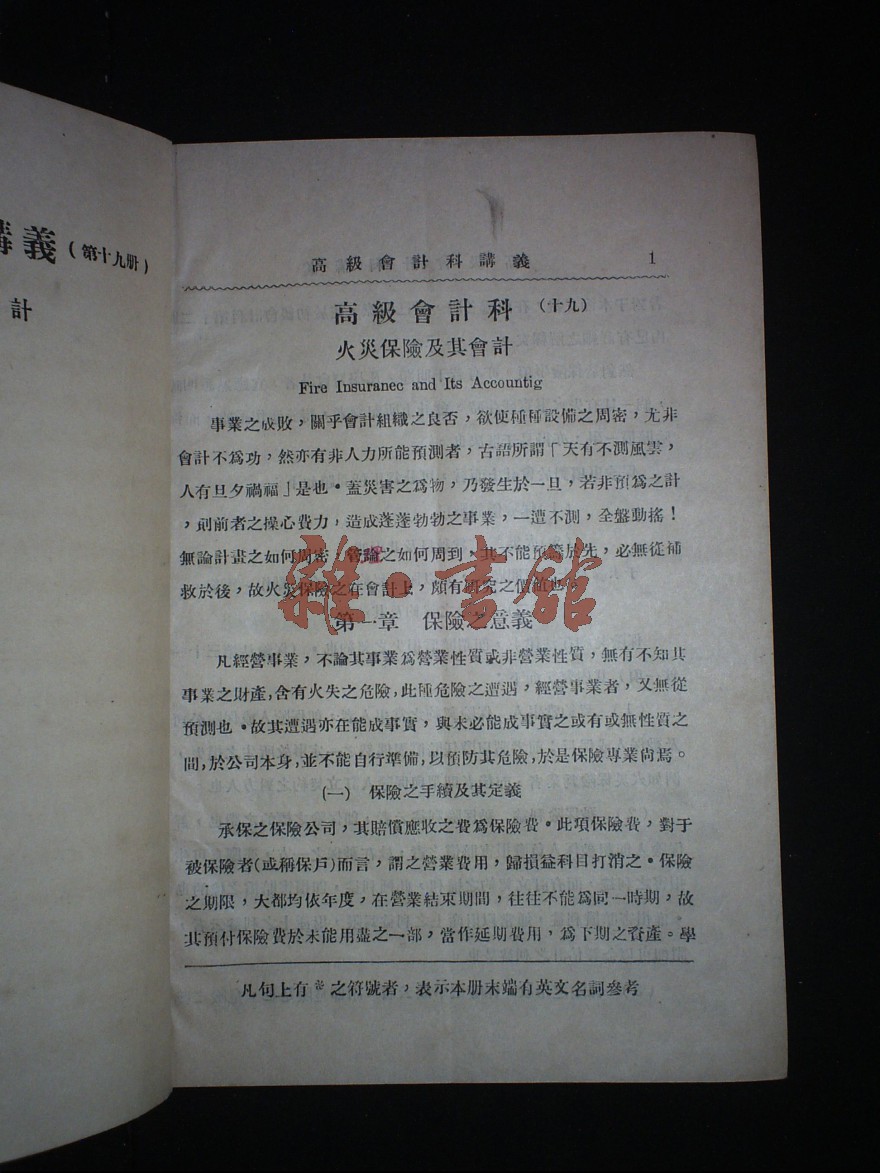 講義（第十九册）
計
高級會計科講義 1
高級會計科（十九）
火災保險及其會計
Fire Insuranec and Its Accountig
事業之成敗，關乎會計組織之良否，欲使種種設備之周密，尤非
會計不爲功，然亦有非人力所能預測者，古語所謂「天有不測風雲，
人有旦夕禍福」是也。蓋災害之爲物，乃發生於一旦，若非預爲之計
，則前者之操心費力，造成蓬蓬勃勃之事業，一遭不測，全盤動搖！
無論計畫之如何周密，會論之如何周到，其不能預籌於先，必無從補
救於後，故火災保險之在會計上，頗有研究之價値也。
雜·書館
第一章 保險之意義
凡經營事業，不論其事業爲營業性質或非營業性質，無有不知其
事業之財產，含有火失之危險，此種危險之遭遇，經營事業者，又無從
預測也。故其遭遇亦在能成事實，與未必能成事實之或有或無性質之
間，於公司本身，並不能自行準備，以預防其危險，於是保險專業尙焉。
（一） 保險之手續及其定義
承保之保險公司，其賠償應收之費爲保險費。此項保險費，對于
被保險者（或稱保戶）而言，謂之營業費用，歸損益科目打消之。保險
之期限，大都均依年度，在營業結束期間，往往不能爲同一時期，故
其預付保險費於未能用盡之一部，當作延期費用，爲下期之資產。學
凡句上有※之符號者，表示本册末端有英文名詞參考